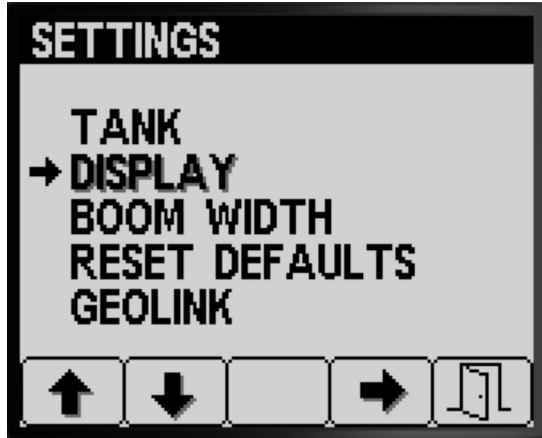 SETTINGS
TANK
DISPLAY
BOOM WIDTH
RESET DEFAULTS
GEOLINK